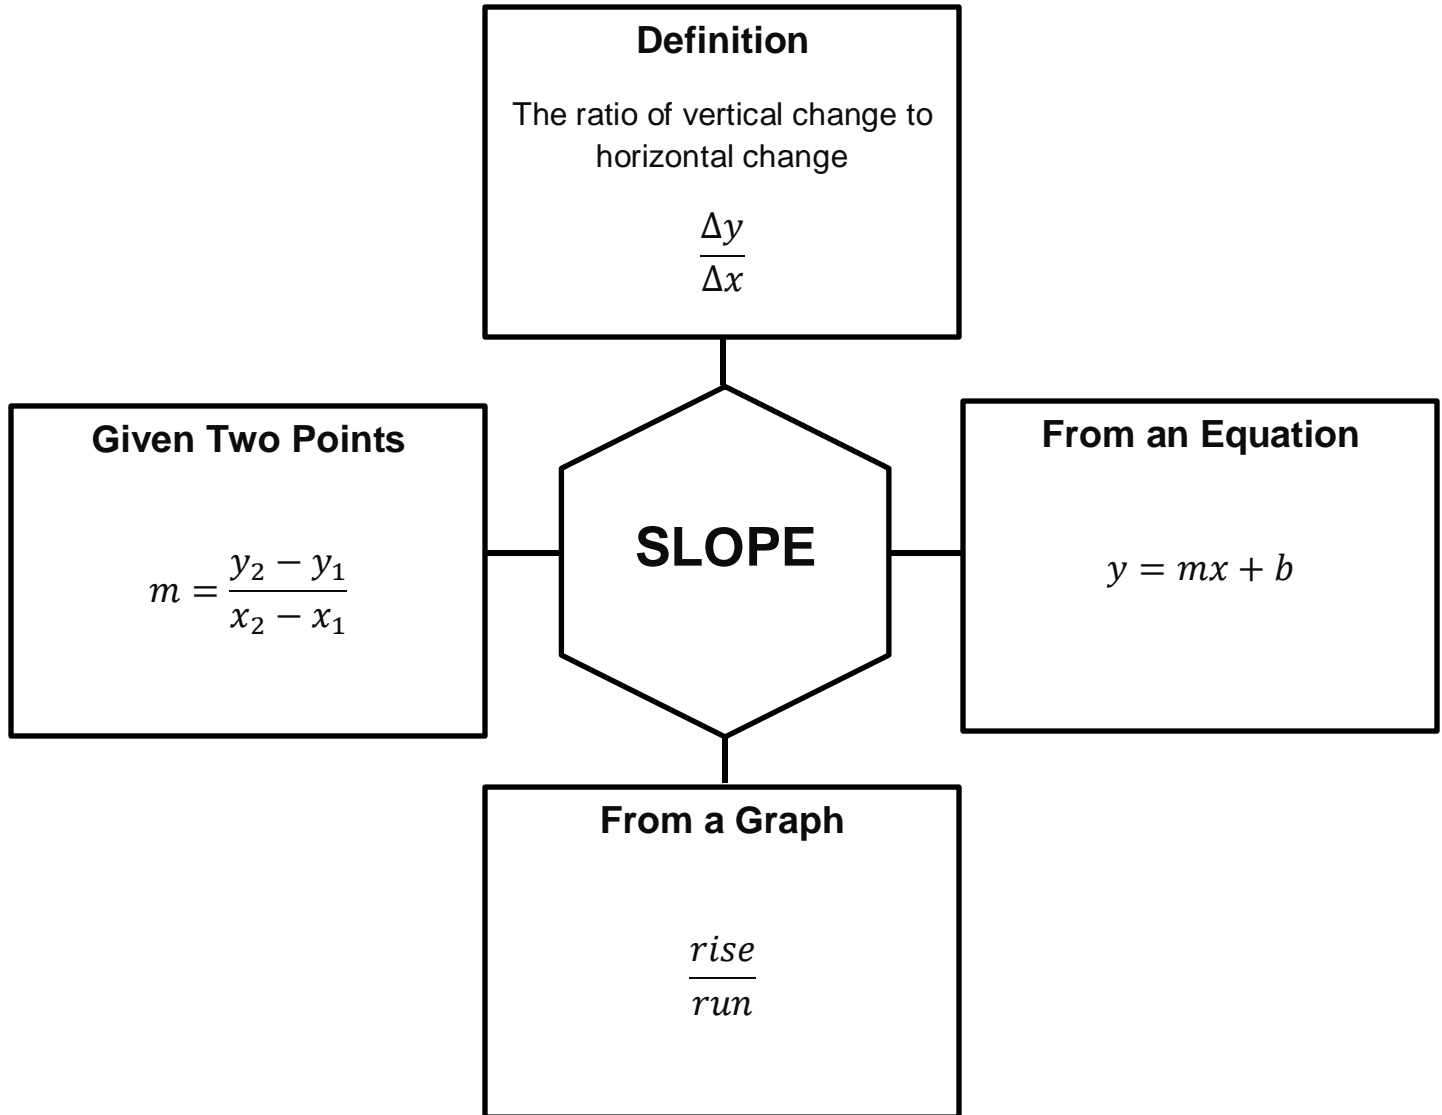 Definition
The ratio of vertical change to
horizontal change
Δy
Δx
Given Two Points
m = y₂ − y₁
x₂ − x₁
SLOPE
From an Equation
y = mx + b
From a Graph
rise
run